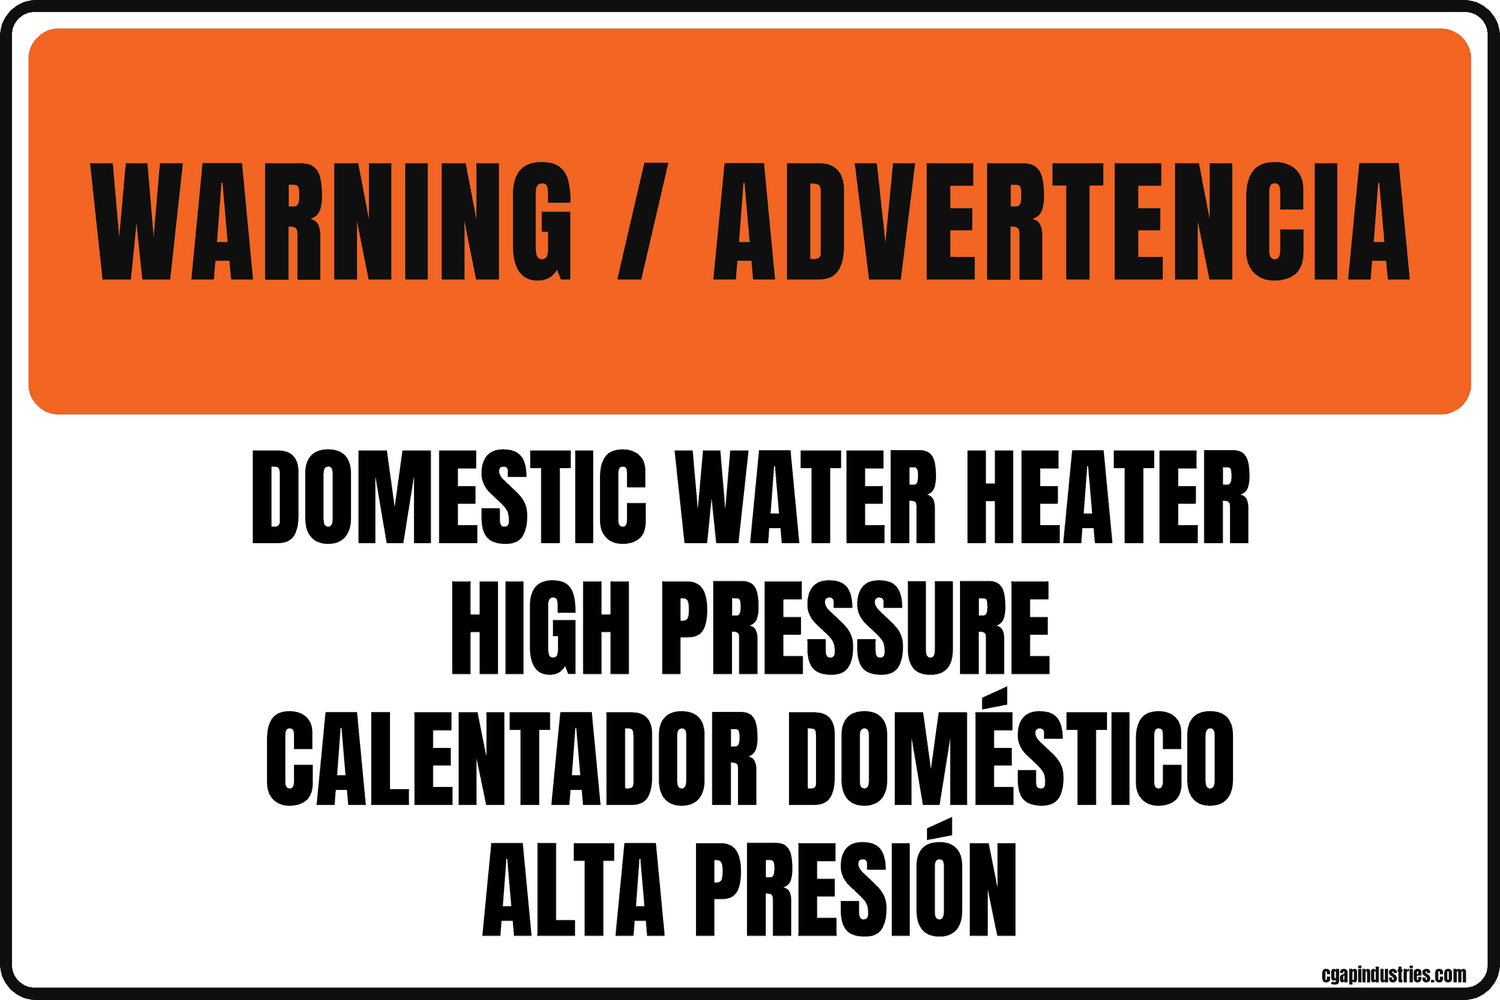 WARNING / ADVERTENCIA
DOMESTIC WATER HEATER
HIGH PRESSURE
CALENTADOR DOMÉSTICO
ALTA PRESIÓN
cgapindustries.com